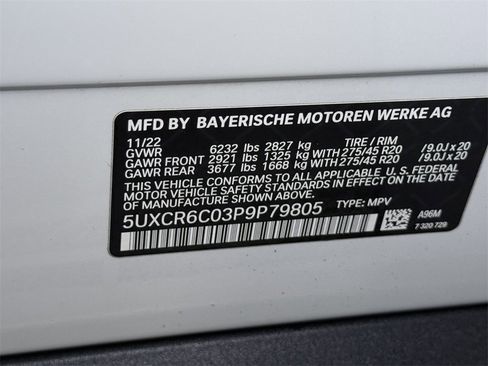 MFD BY BAYERISCHE MOTOREN WERKE AG
11/22 TIRE / RIM
GVWR 6232 lbs 2827 kg
GAWR FRONT 2921 lbs 1325 kg WITH 275/45 R20 / 9.0J x 20
GAWR REAR 3677 lbs 1668 kg WITH 275/45 R20 / 9.0J x 20
THIS VEHICLE CONFORMS TO ALL APPLICABLE U. S. FEDERAL
MOTOR VEHICLE SAFETY STANDARDS IN EFFECT ON THE DATE
OF MANUFACTURE SHOWN ABOVE.
5UXCR6C03P9P79805 TYPE: MPV
A96M
7 320 729